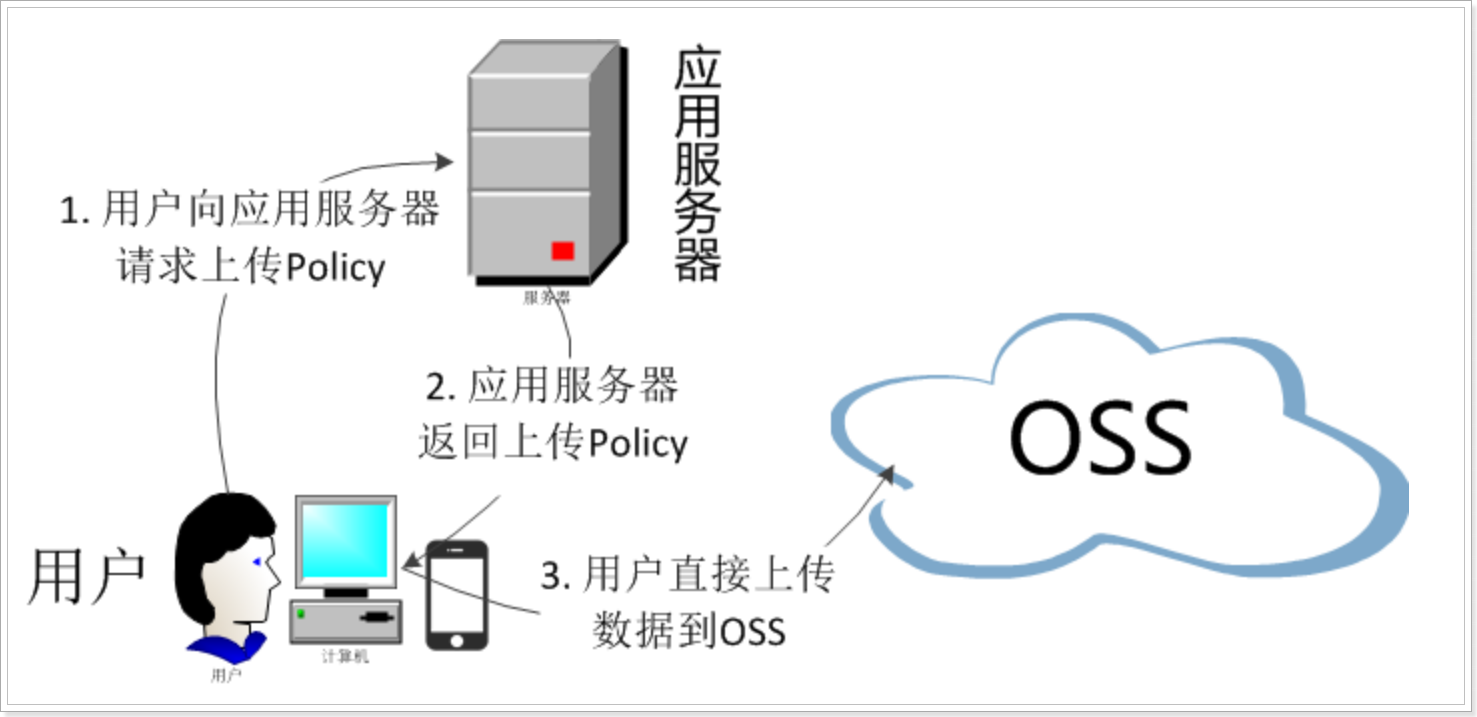 应用服务器
1. 用户向应用服务器
请求上传Policy
服务器
2. 应用服务器
返回上传Policy
OSS
用户
3. 用户直接上传
数据到OSS
计算机
用户